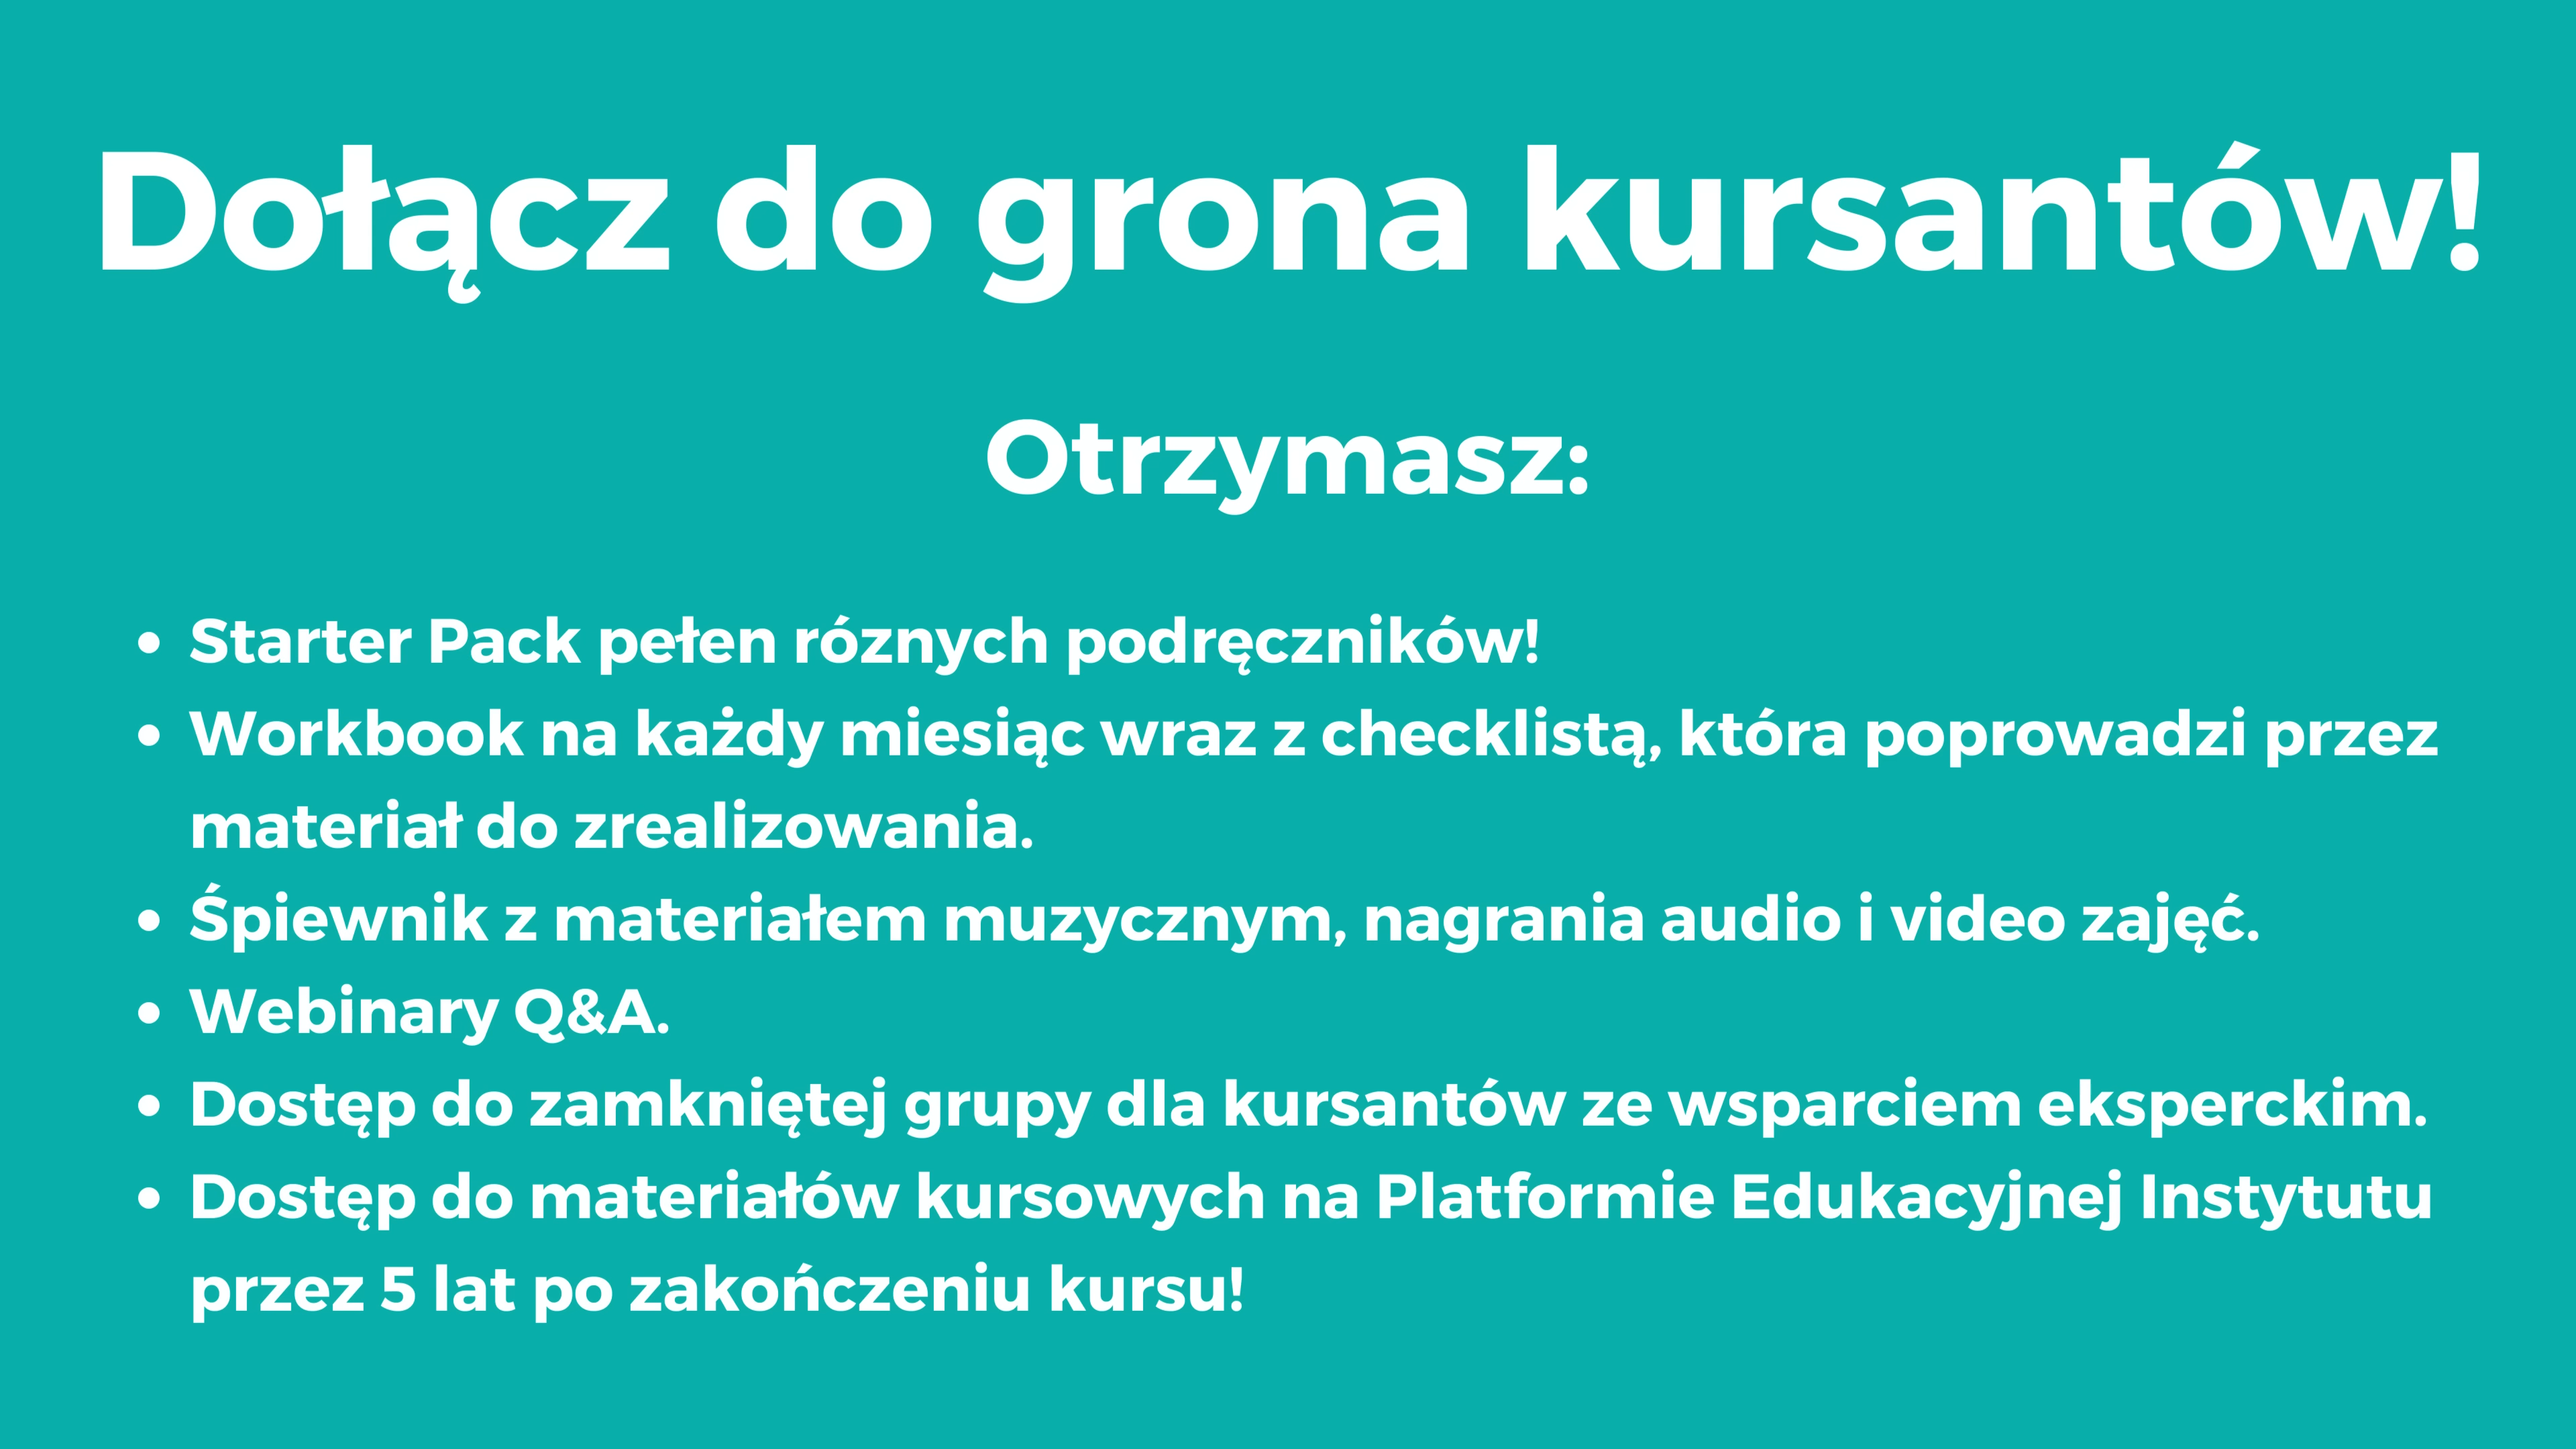 Dołącz do grona kursantów!
Otrzymasz:
• Starter Pack pełen róznych podręczników!
• Workbook na każdy miesiąc wraz z checklistą, która poprowadzi przez
materiał do zrealizowania.
• Śpiewnik z materiałem muzycznym, nagrania audio i video zajęć.
• Webinary Q&A.
• Dostęp do zamkniętej grupy dla kursantów ze wsparciem eksperckim.
• Dostęp do materiałów kursowych na Platformie Edukacyjnej Instytutu
przez 5 lat po zakończeniu kursu!